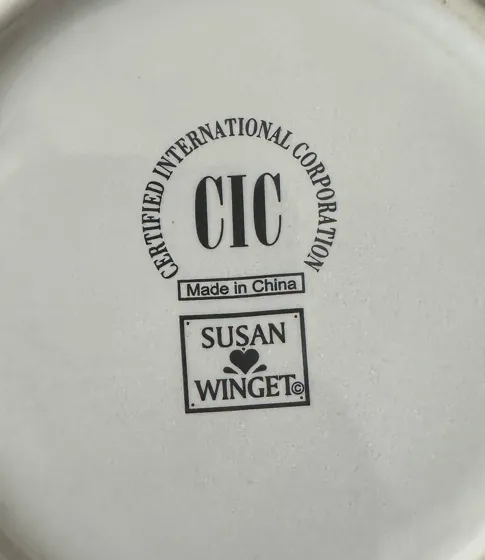 CERTIFIED INTERNATIONAL CORPORATION
CIC
Made in China
SUSAN
WINGET©